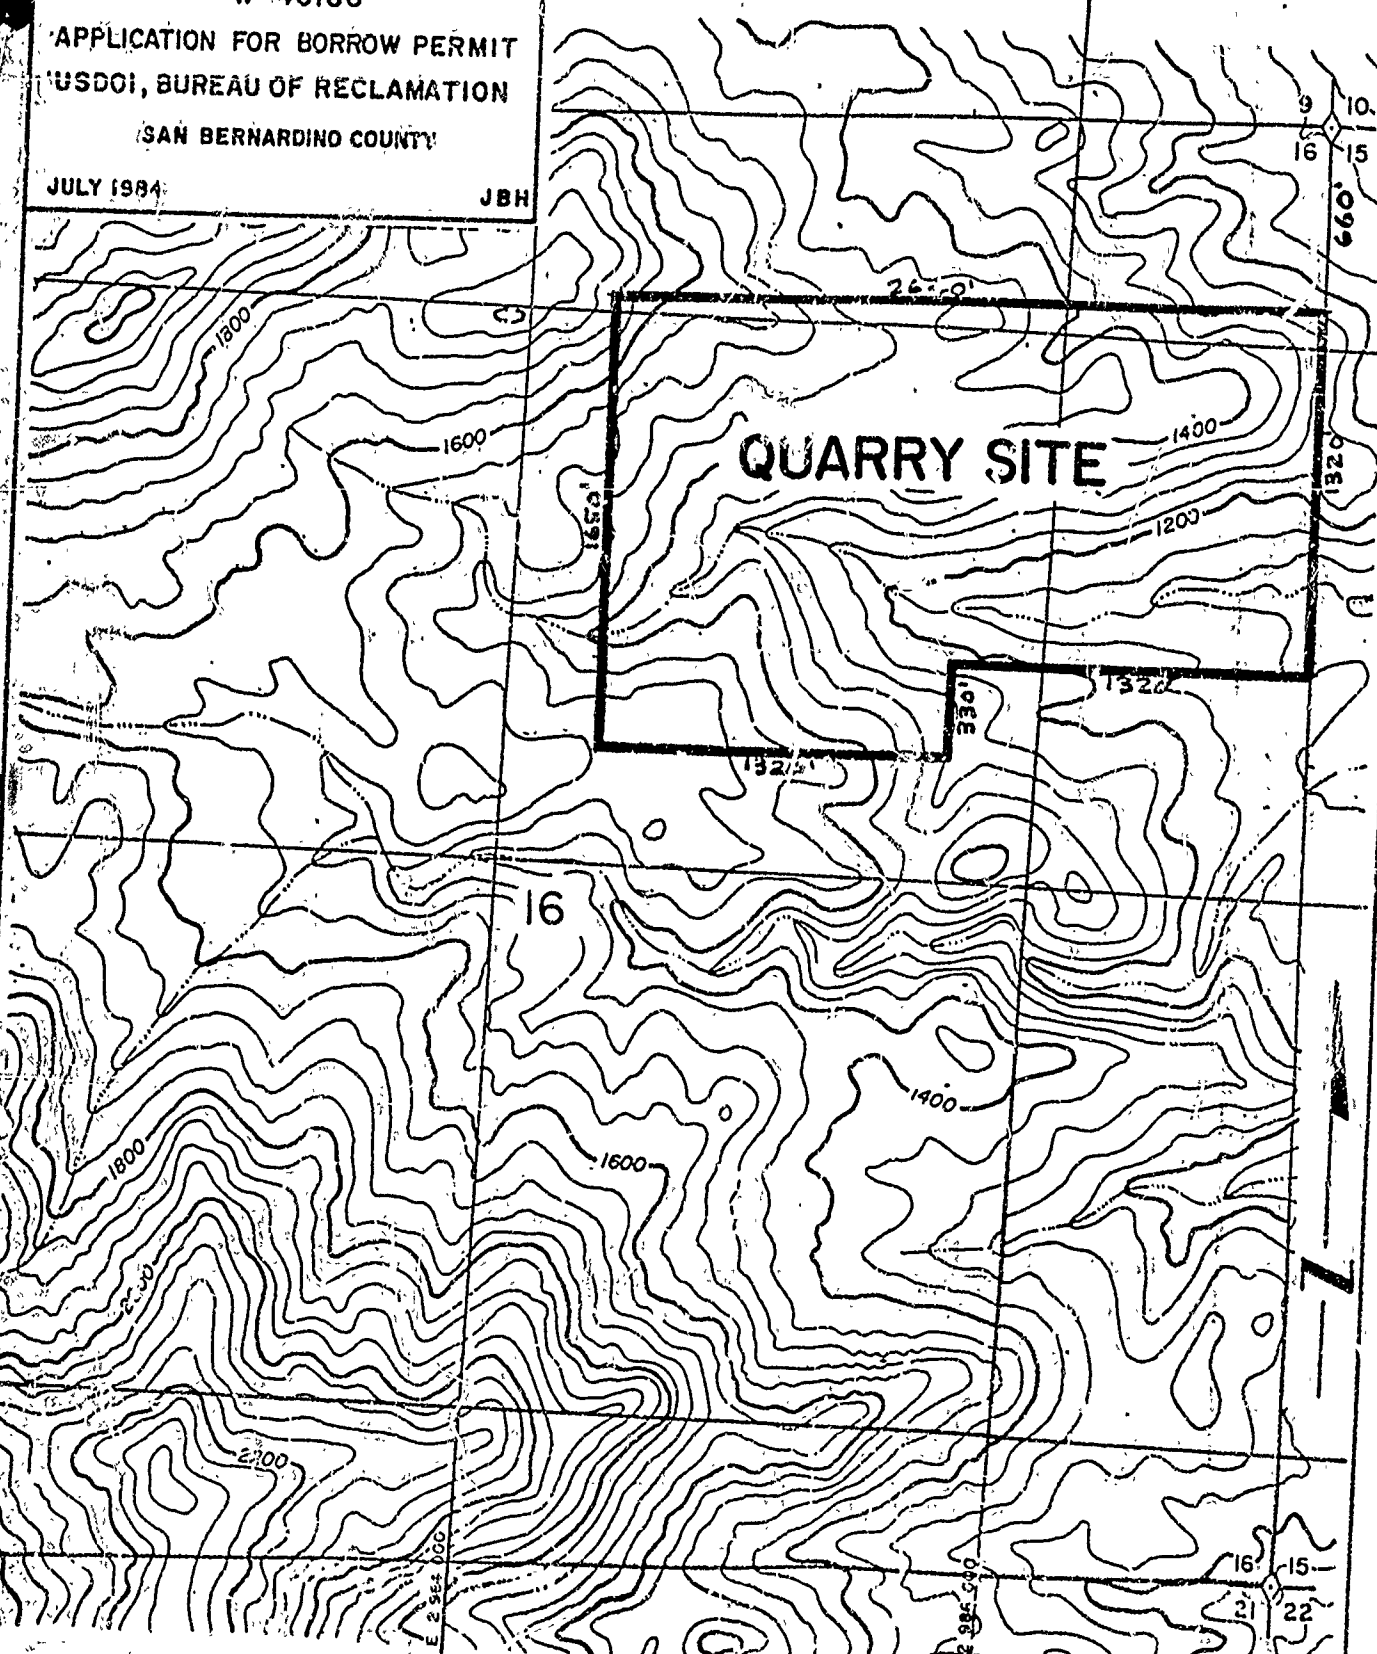 APPLICATION FOR BORROW PERMIT
USDOI, BUREAU OF RECLAMATION
SAN BERNARDINO COUNTY
JULY 1984
JBH
9 10
16 15
660'
1800
1600
QUARRY SITE
1400
1320'
1200
1650'
1320
330'
16
1400
1800
1600
16 15
21 22